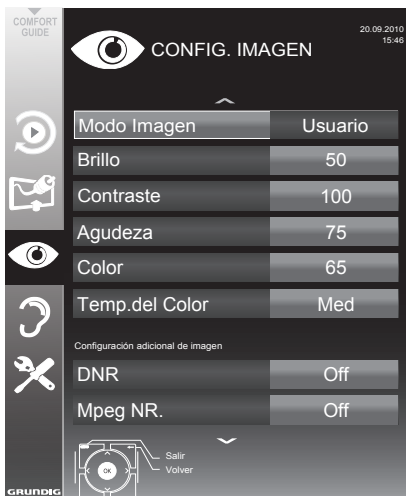 COMFORT
GUIDE
CONFIG. IMAGEN
20.09.2010
15:46
Modo Imagen Usuario
Brillo 50
Contraste 100
Agudeza 75
Color 65
Temp.del Color Med
Configuración adicional de imagen
DNR Off
Mpeg NR. Off
Salir
Volver
OK
GRUNDIG